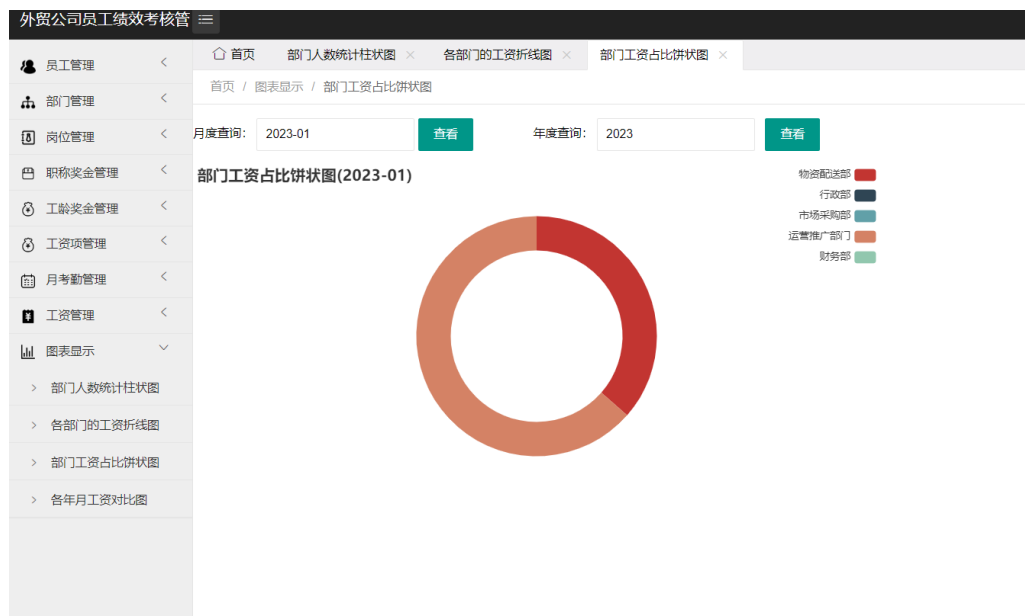 外贸公司员工绩效考核管
员工管理
部门管理
岗位管理
职称奖金管理
工龄奖金管理
工资项管理
月考勤管理
工资管理
图表显示
部门人数统计柱状图
各部门的工资折线图
部门工资占比饼状图
各年月工资对比图
首页 部门人数统计柱状图 各部门的工资折线图 部门工资占比饼状图
首页 / 图表显示 / 部门工资占比饼状图
月度查询: 2023-01 查看 年度查询: 2023 查看
部门工资占比饼状图(2023-01)
物资配送部
行政部
市场采购部
运营推广部门
财务部